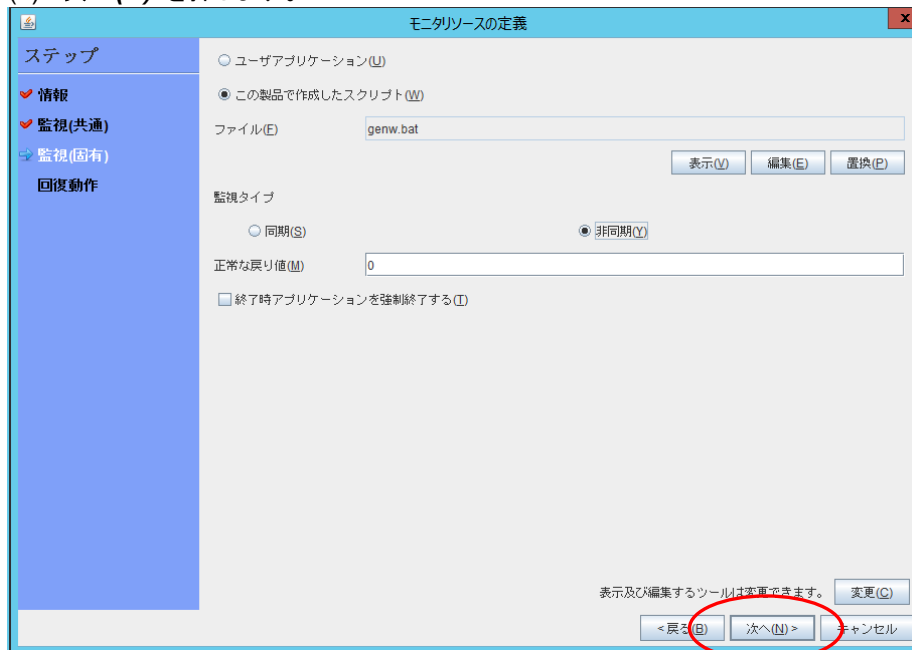 モニタリソースの定義
x
ステップ
情報
監視(共通)
監視(固有)
回復動作
ユーザアプリケーション(U)
この製品で作成したスクリプト(W)
ファイル(F) genw.bat
表示(V) 編集(E) 置換(P)
監視タイプ
同期(S) 非同期(Y)
正常な戻り値(M) 0
終了時アプリケーションを強制終了する(T)
表示及び編集するツールは変更できます。 変更(C)
<戻る(B) 次へ(N) > キャンセル